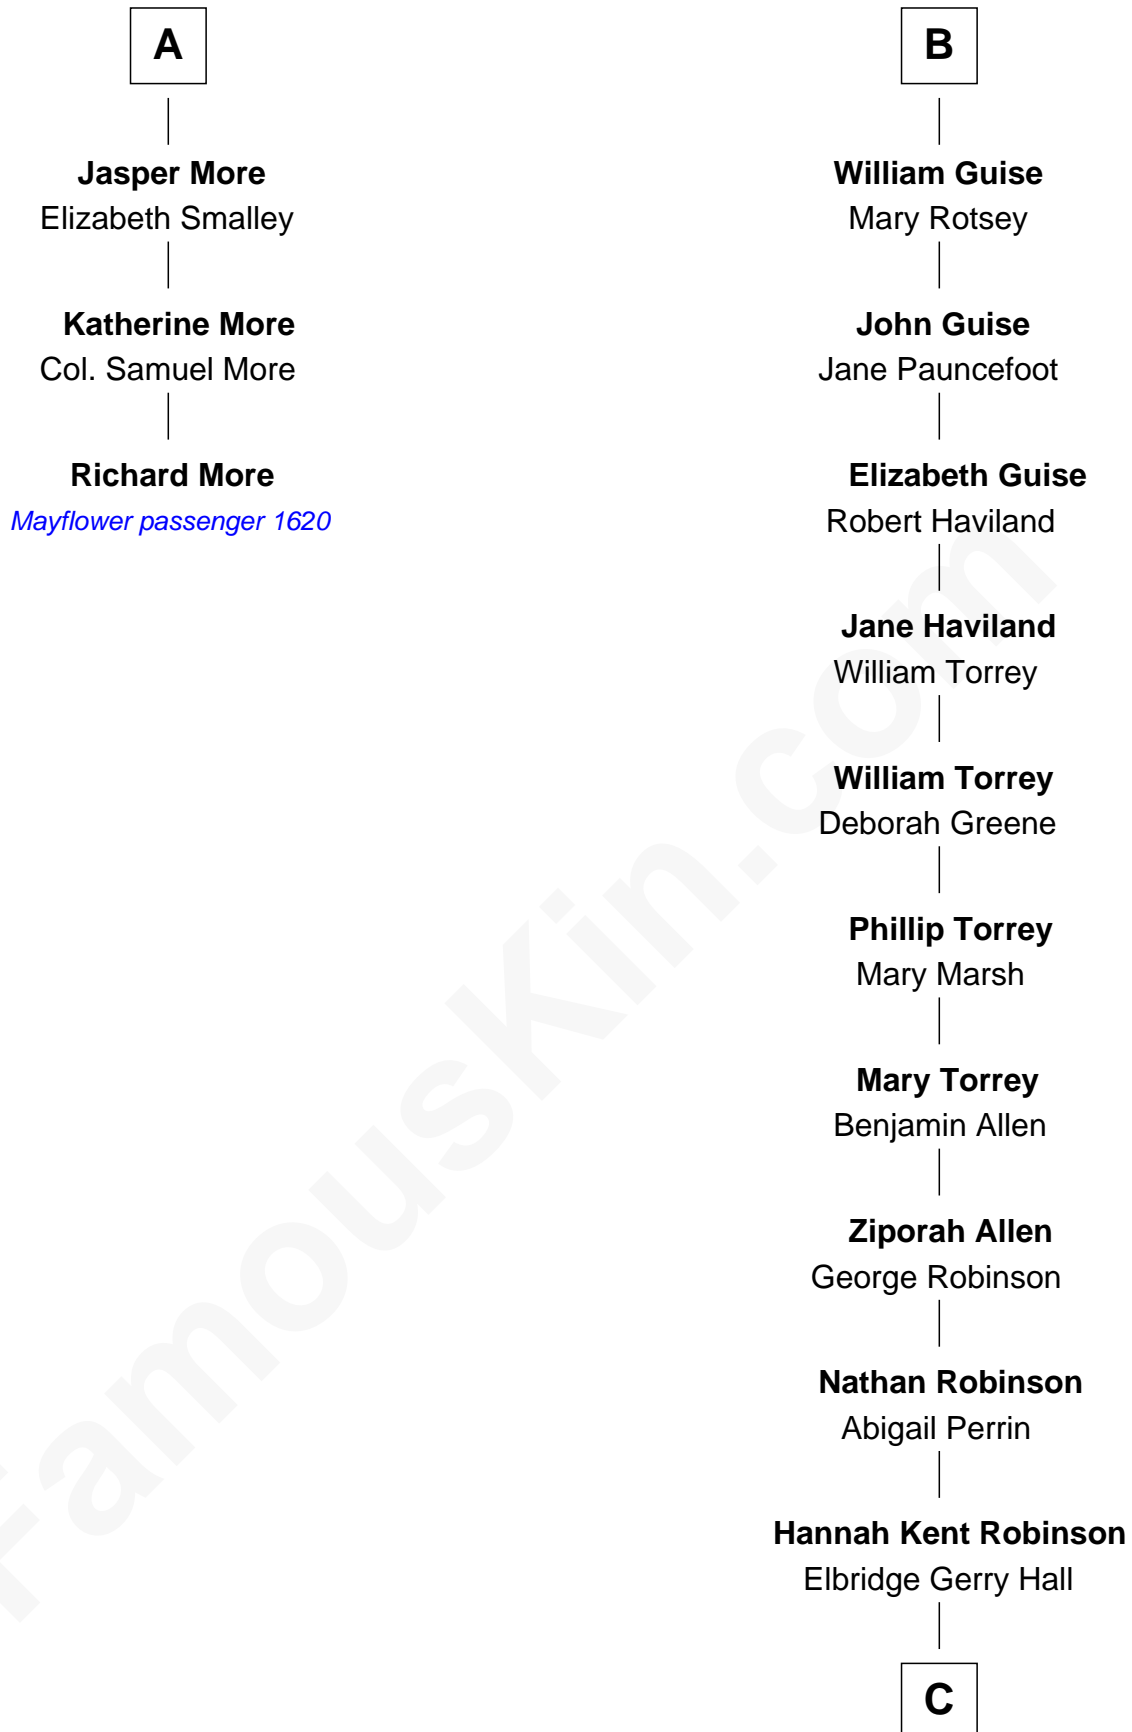 A
Jasper More
Elizabeth Smalley
Katherine More
Col. Samuel More
Richard More
Mayflower passenger 1620
B
William Guise
Mary Rotsey
John Guise
Jane Pauncefoot
Elizabeth Guise
Robert Haviland
Jane Haviland
William Torrey
William Torrey
Deborah Greene
Phillip Torrey
Mary Marsh
Mary Torrey
Benjamin Allen
Ziporah Allen
George Robinson
Nathan Robinson
Abigail Perrin
Hannah Kent Robinson
Elbridge Gerry Hall
C
FamousKin.com